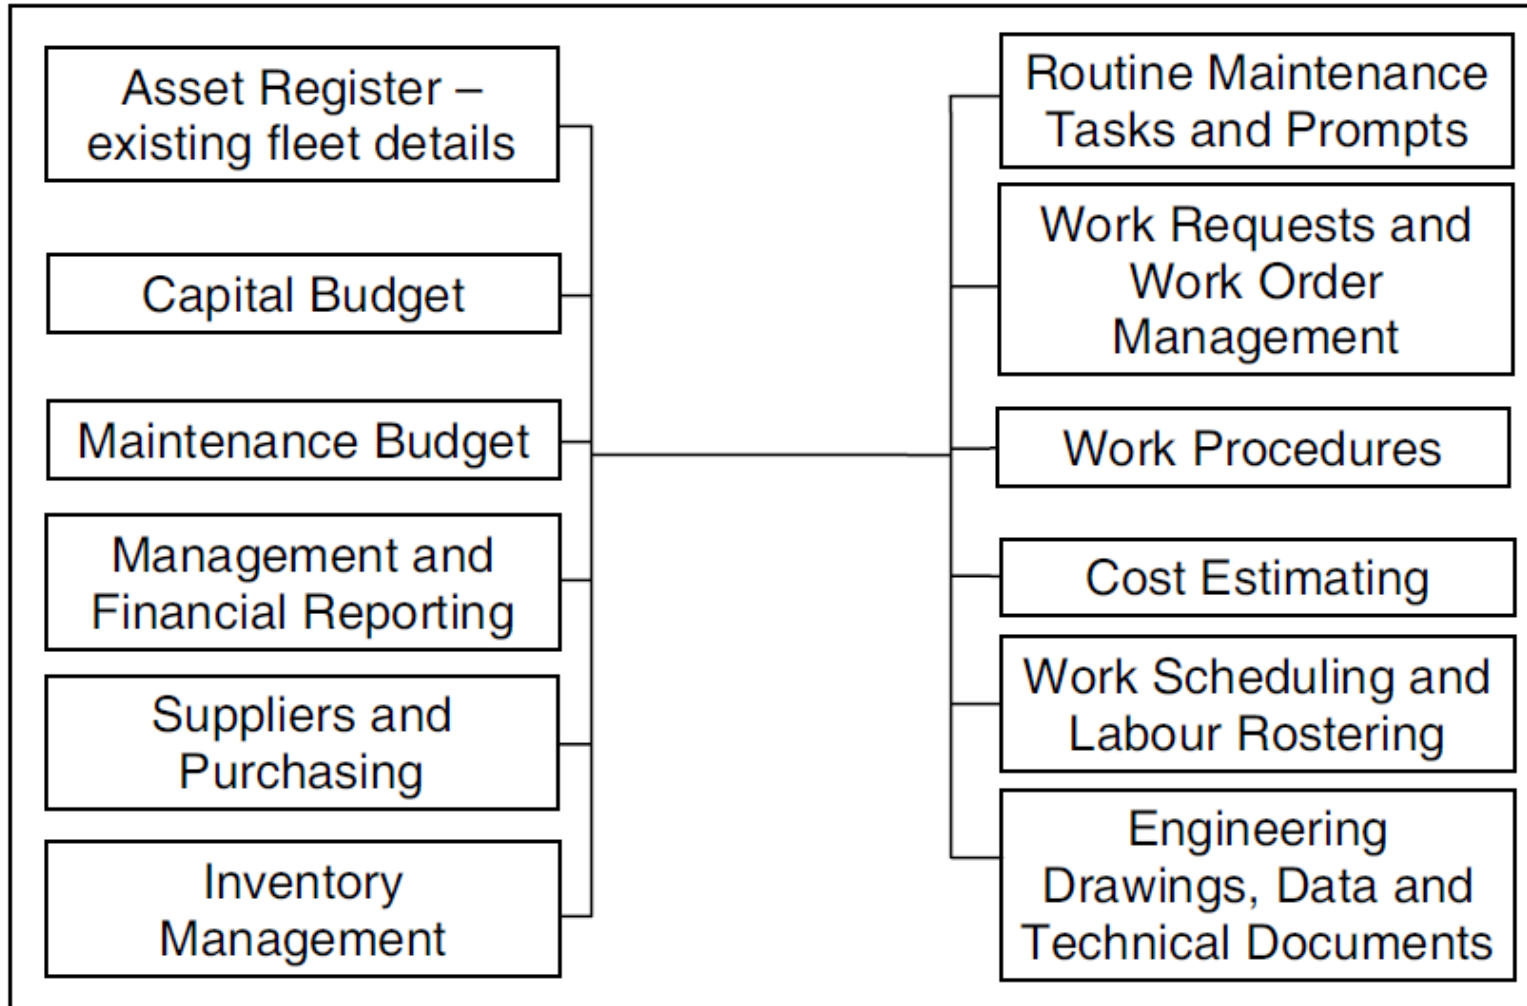 Asset Register –
existing fleet details
Capital Budget
Maintenance Budget
Management and
Financial Reporting
Suppliers and
Purchasing
Inventory
Management
Routine Maintenance
Tasks and Prompts
Work Requests and
Work Order
Management
Work Procedures
Cost Estimating
Work Scheduling and
Labour Rostering
Engineering
Drawings, Data and
Technical Documents